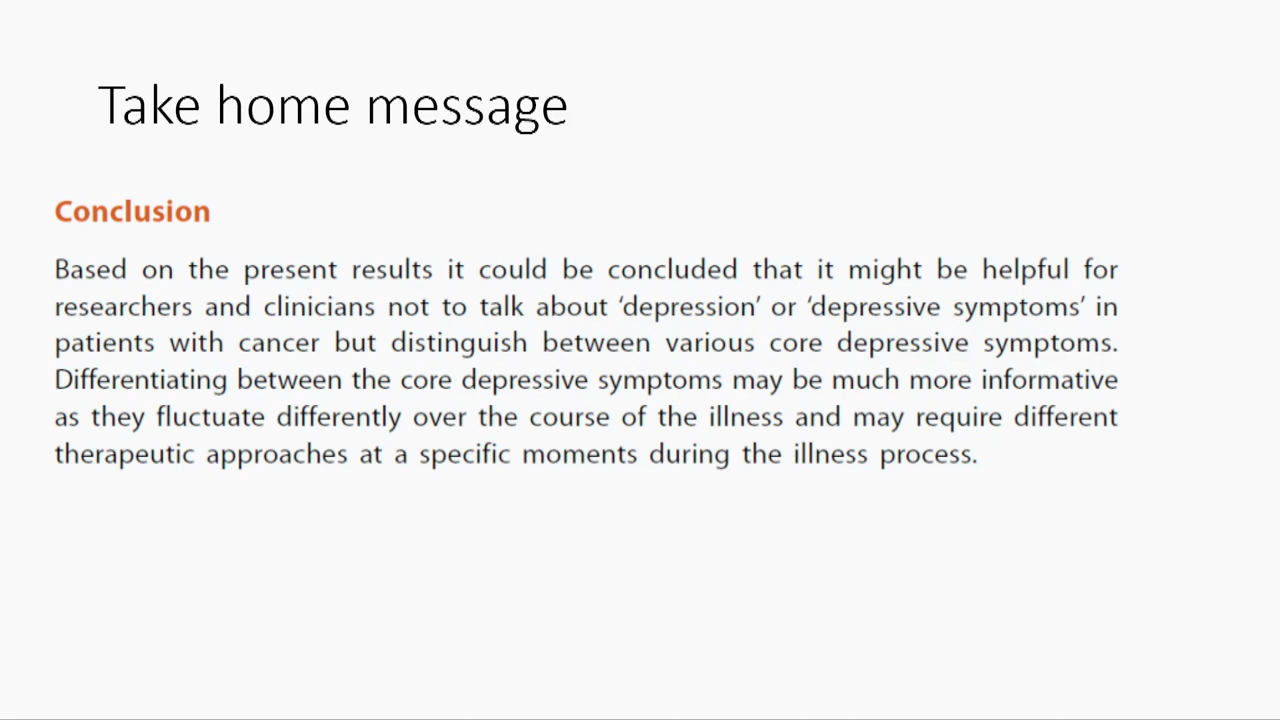 Take home message
Conclusion
Based on the present results it could be concluded that it might be helpful for
researchers and clinicians not to talk about ‘depression’ or ‘depressive symptoms’ in
patients with cancer but distinguish between various core depressive symptoms.
Differentiating between the core depressive symptoms may be much more informative
as they fluctuate differently over the course of the illness and may require different
therapeutic approaches at a specific moments during the illness process.